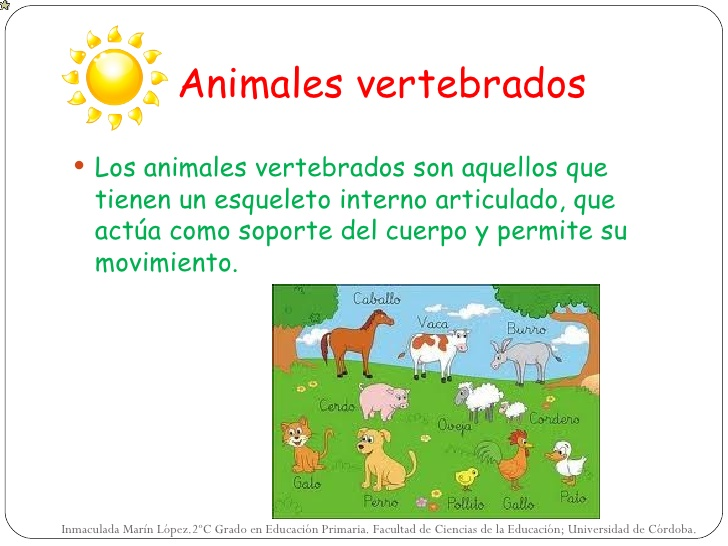 Animales vertebrados
• Los animales vertebrados son aquellos que
tienen un esqueleto interno articulado, que
actúa como soporte del cuerpo y permite su
movimiento.
Caballo
Vaca
Burro
Cerdo
Oveja
Cordero
Gato
Perro
Pollito
Gallo
Pato
Inmaculada Marín López.2ºC Grado en Educación Primaria. Facultad de Ciencias de la Educación; Universidad de Córdoba.